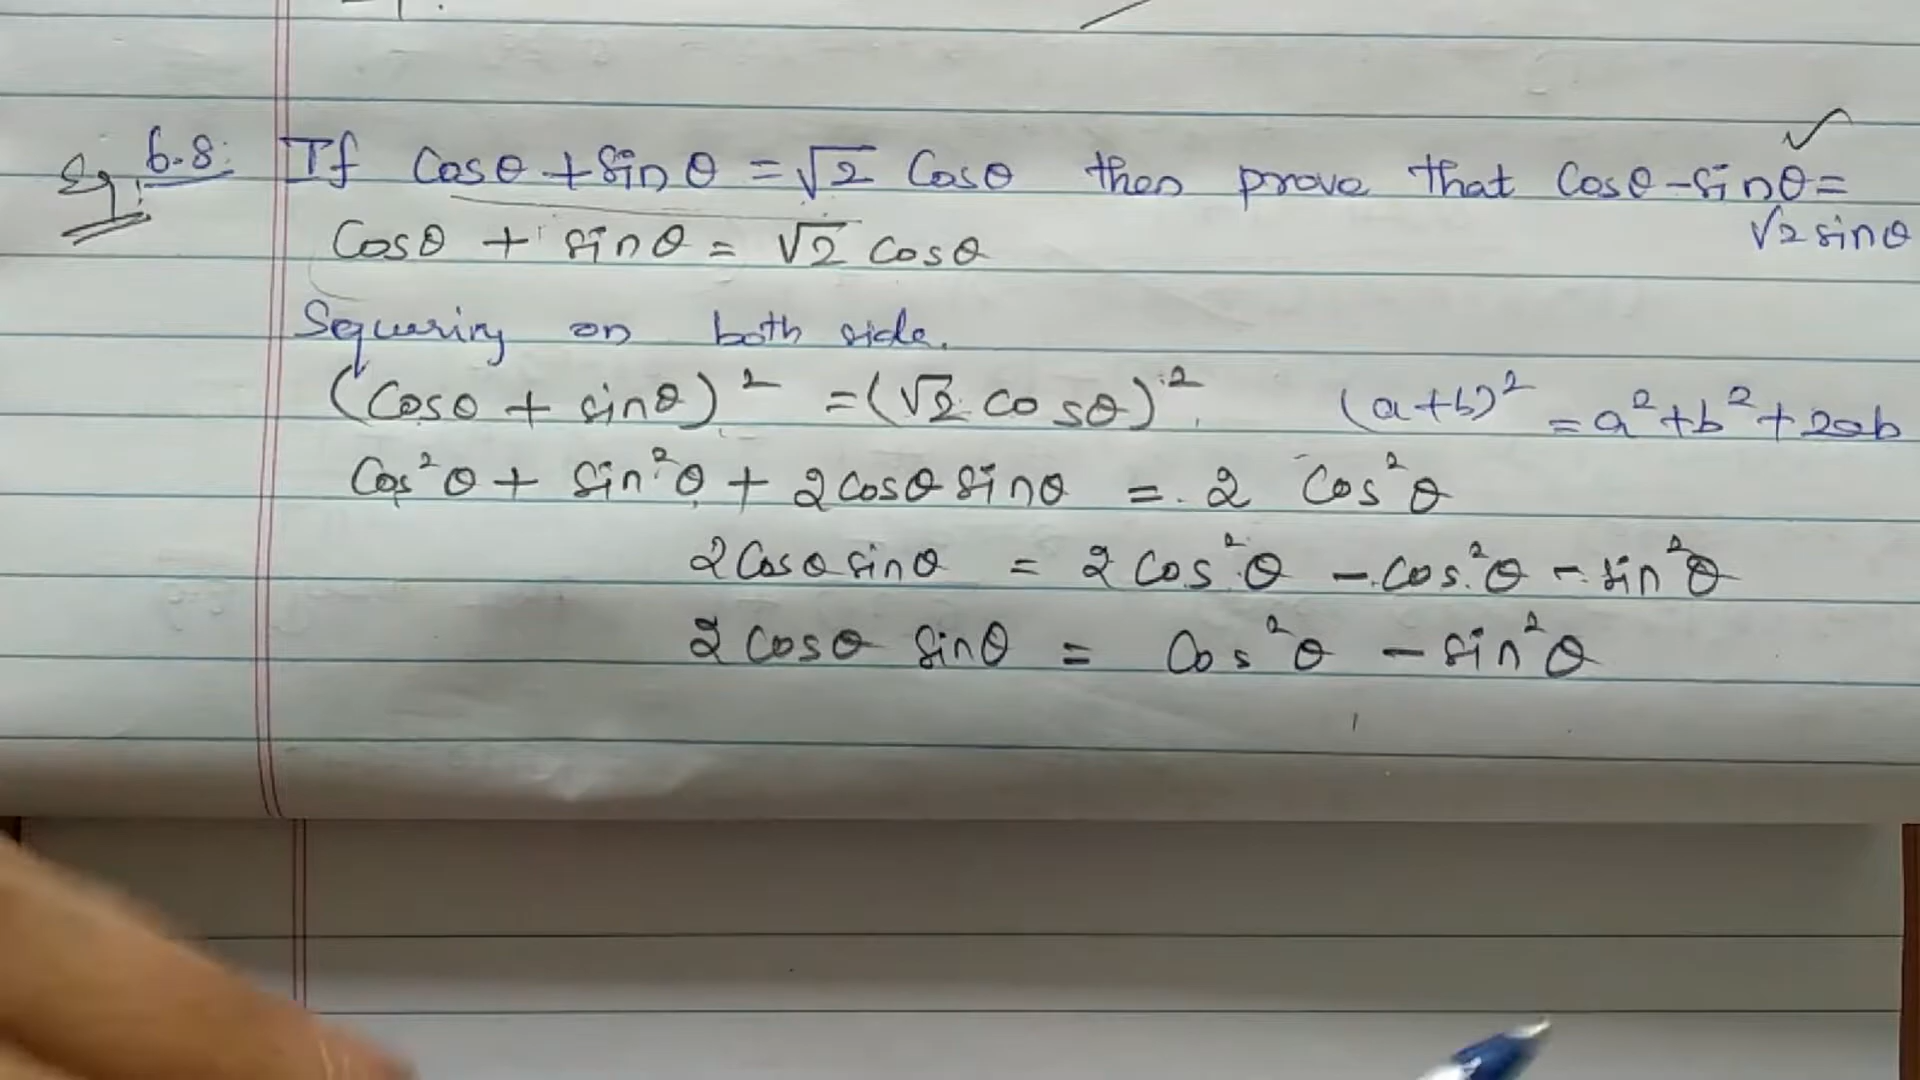 Eg 6.8: If Cosθ + Sinθ = √2 Cosθ then prove that Cosθ - Sinθ =
√2 sinθ
Cosθ + sinθ = √2 cosθ
Squaring on both side.
(Cosθ + sinθ)² = (√2 cosθ)² (a+b)² = a²+b²+2ab
Cos²θ + Sin²θ + 2cosθ sinθ = 2 Cos²θ
2Cosθ sinθ = 2 Cos²θ - cos²θ - sin²θ
2 Cosθ Sinθ = Cos²θ - sin²θ